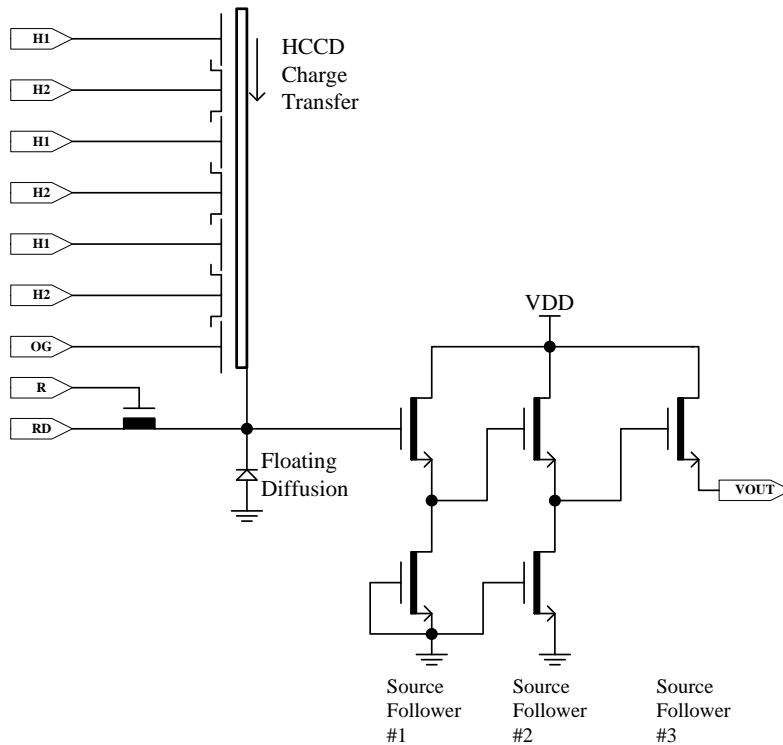 H1
HCCD
Charge
Transfer
H2
H1
H2
H1
H2
OG
R
RD
VDD
Floating
Diffusion
VOUT
Source
Follower
#1
Source
Follower
#2
Source
Follower
#3